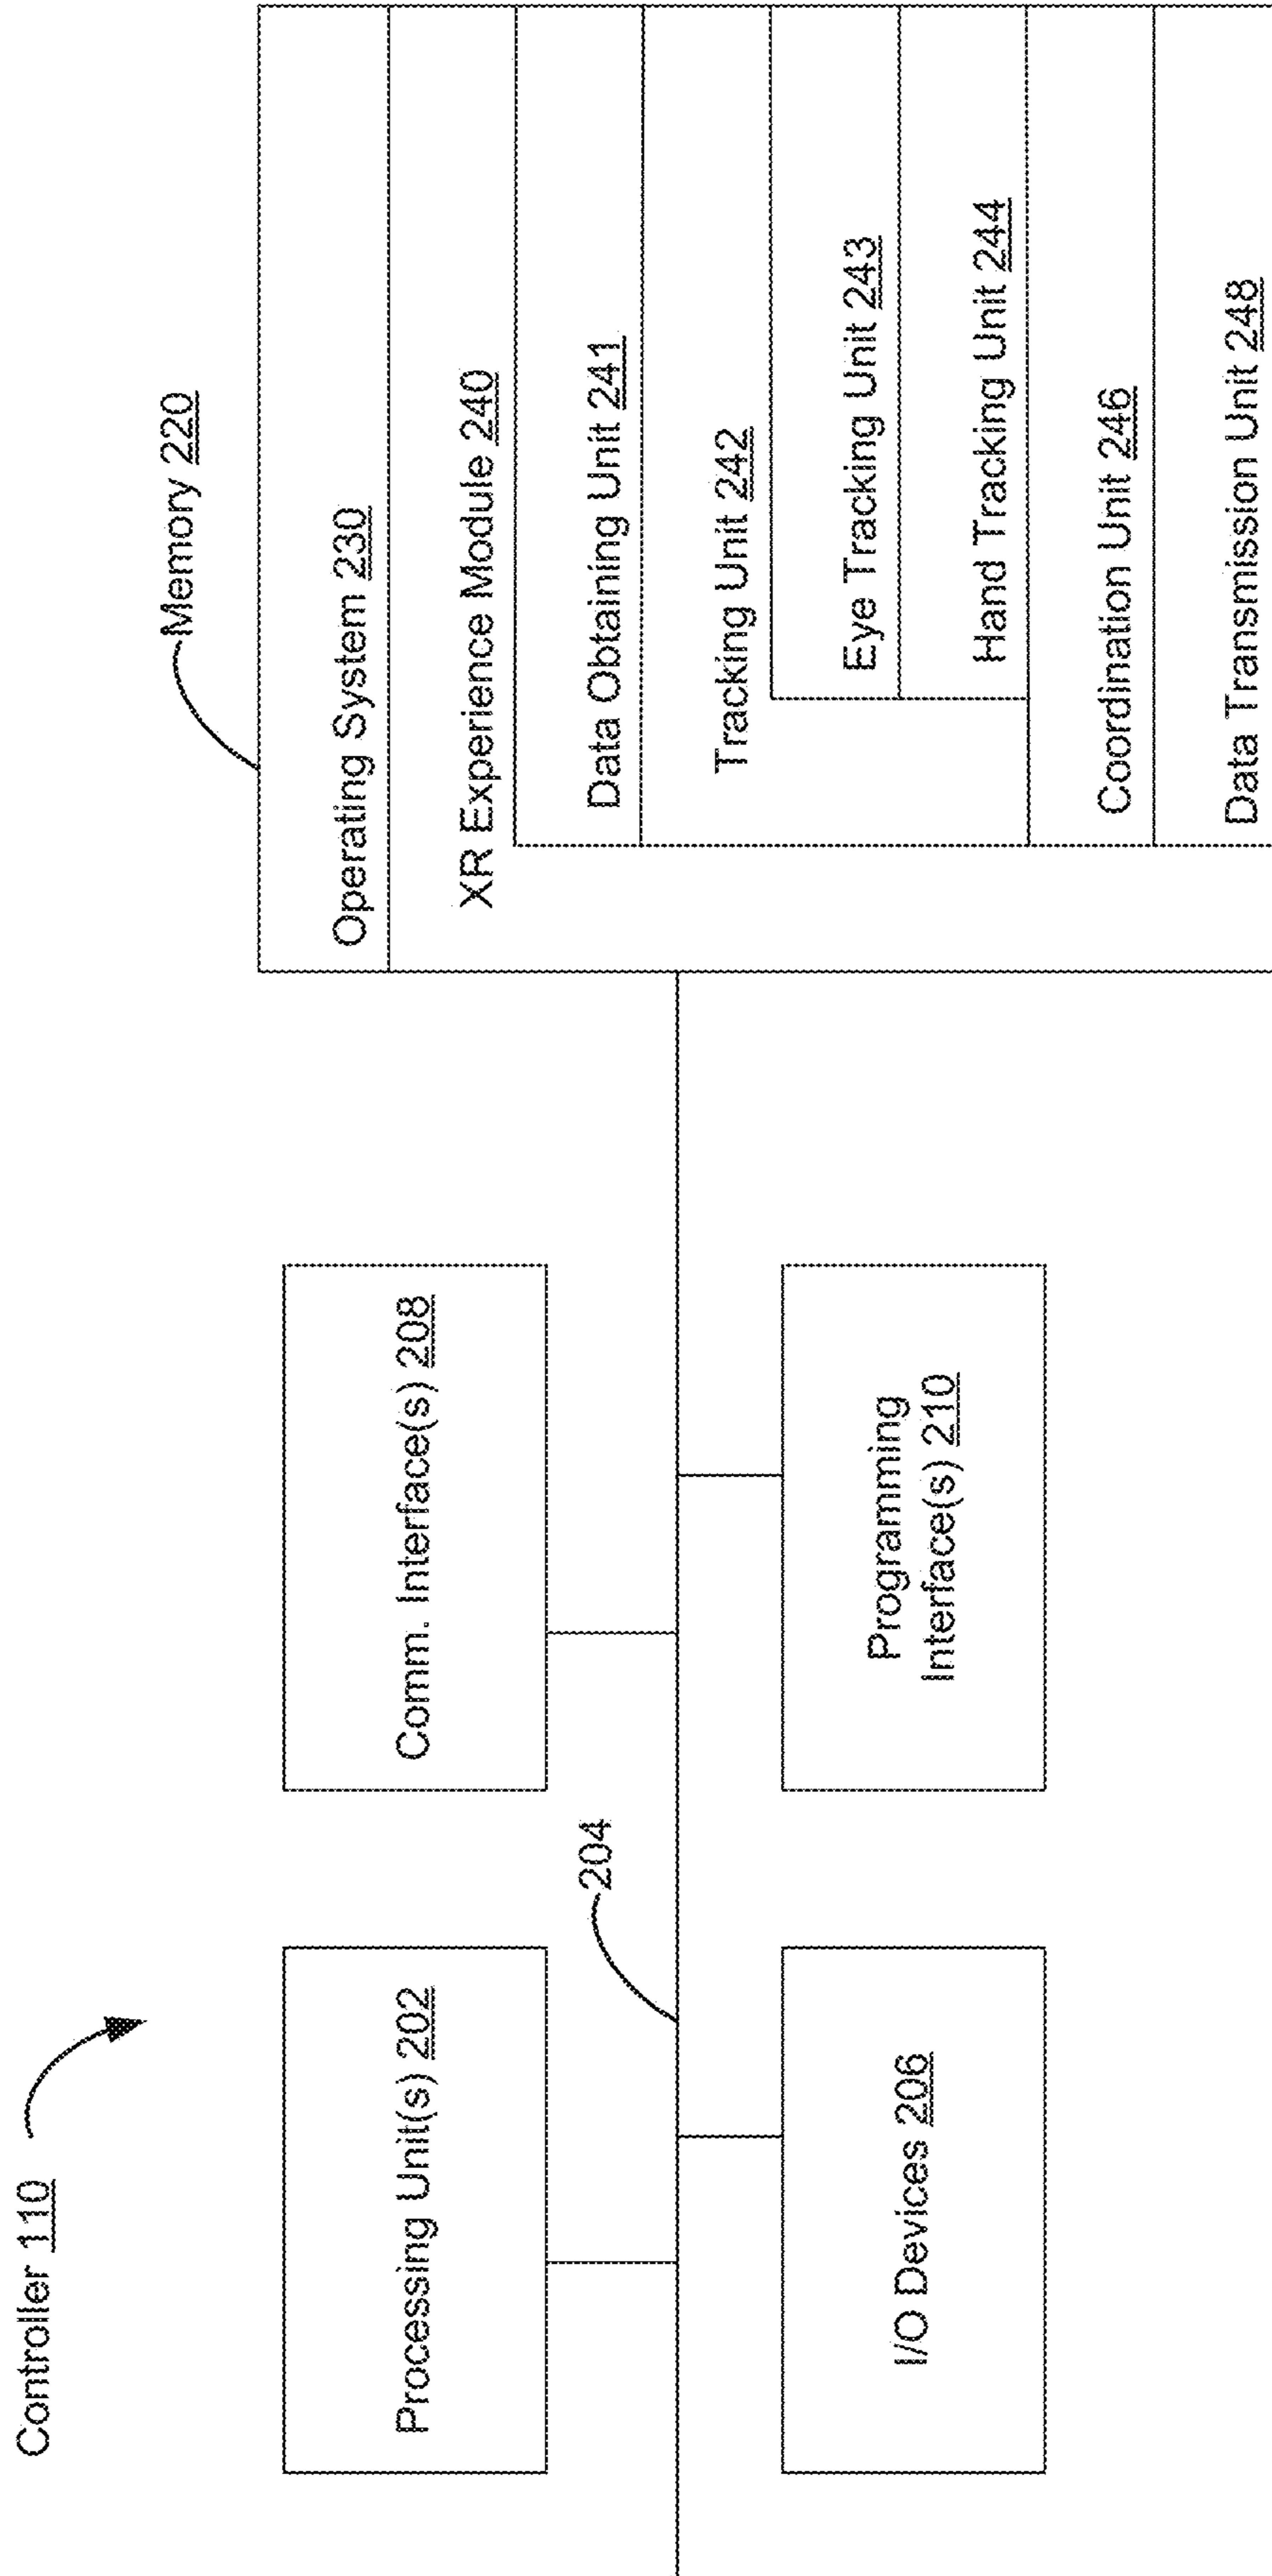 Controller 110
Memory 220
Processing Unit(s) 202
Comm. Interface(s) 208
204
I/O Devices 206
Programming
Interface(s) 210
Operating System 230
XR Experience Module 240
Data Obtaining Unit 241
Tracking Unit 242
Eye Tracking Unit 243
Hand Tracking Unit 244
Coordination Unit 246
Data Transmission Unit 248